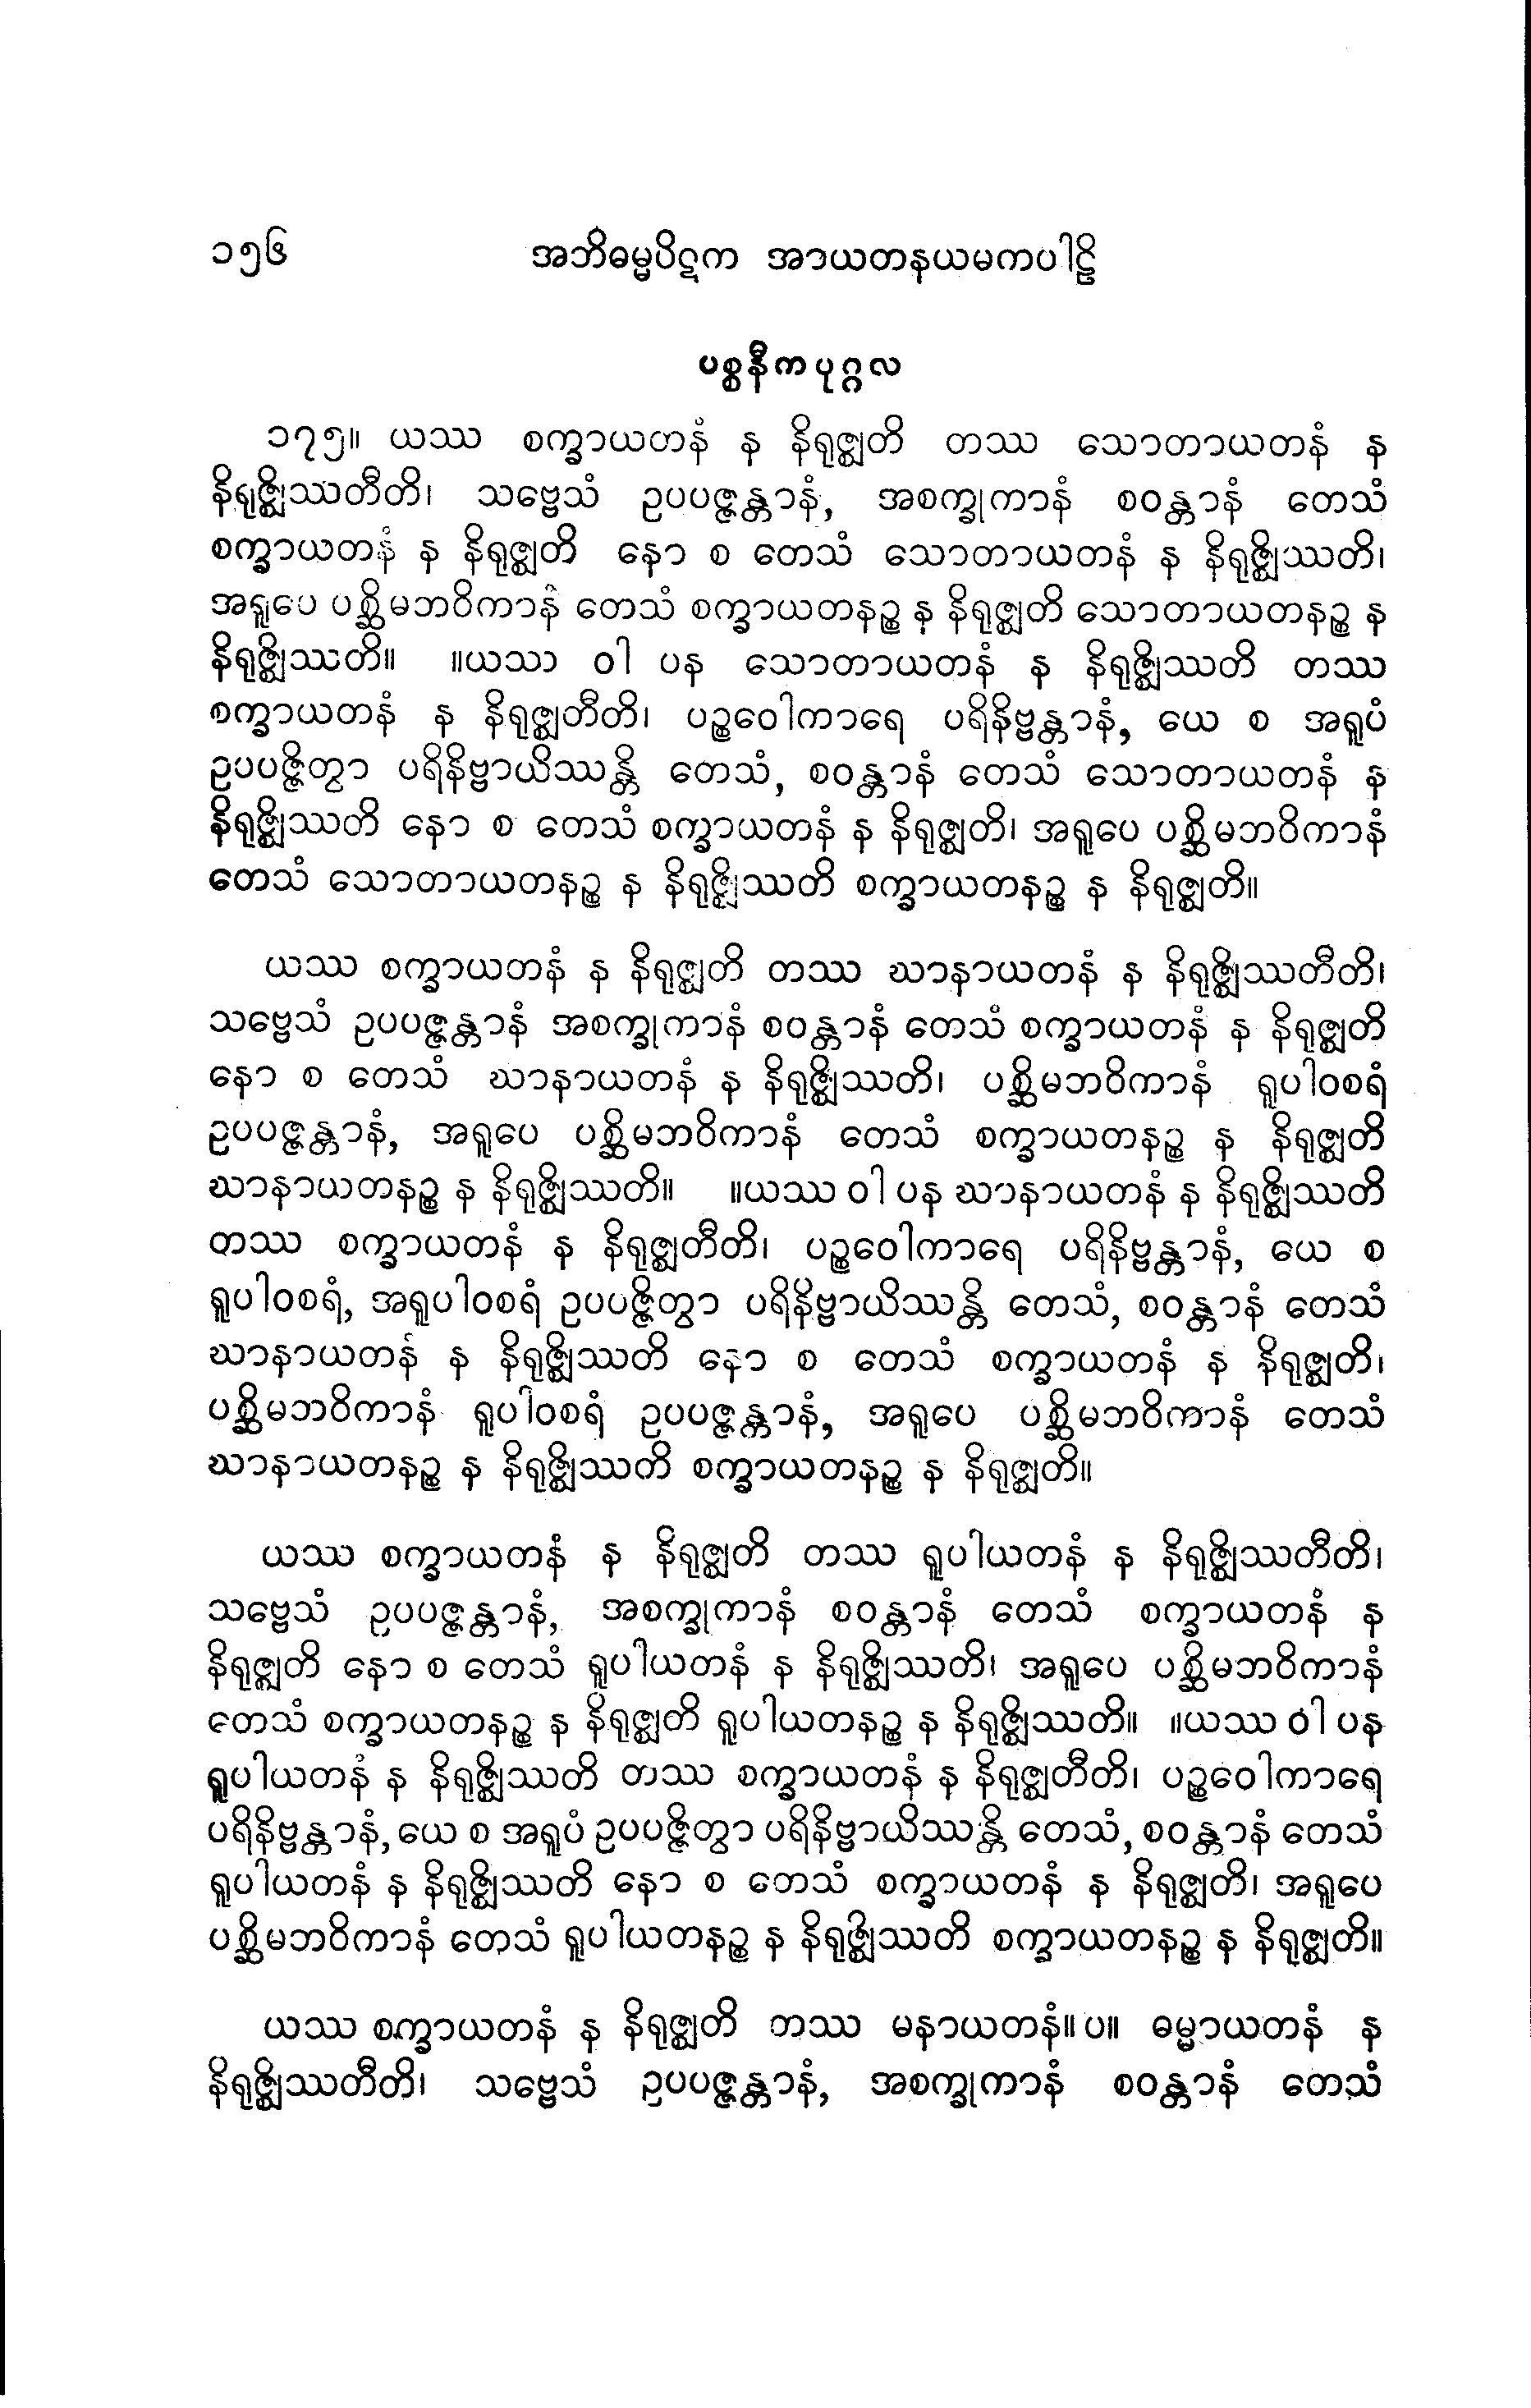 ၁၅၆ အဘိဓမ္မပိဋက အာယတနယမကပါဠိ
ပစ္စနီကပုဂ္ဂလ
၁၇၅။ ယဿ စက္ခာယတနံ န နိရုဇ္ဈတိ တဿ သောတာယတနံ န
နိရုဇ္ဈိဿတီတိ၊ သဗ္ဗေသံ ဥပပဇ္ဇန္တာနံ, အစက္ခုကာနံ စဝန္တာနံ တေသံ
စက္ခာယတနံ န နိရုဇ္ဈတိ နော စ တေသံ သောတာယတနံ န နိရုဇ္ဈိဿတိ၊
အရူပေ ပစ္ဆိမဘဝိကာနံ တေသံ စက္ခာယတနဉ္စ န နိရုဇ္ဈတိ သောတာယတနဉ္စ န
နိရုဇ္ဈိဿတိ။ ။ယဿ ဝါ ပန သောတာယတနံ န နိရုဇ္ဈိဿတိ တဿ
စက္ခာယတနံ န နိရုဇ္ဈတီတိ၊ ပဉ္စဝေါကာရေ ပရိနိဗ္ဗန္တာနံ, ယေ စ အရူပံ
ဥပပဇ္ဇိတွာ ပရိနိဗ္ဗာယိဿန္တိ တေသံ, စဝန္တာနံ တေသံ သောတာယတနံ န
နိရုဇ္ဈိဿတိ နော စ တေသံ စက္ခာယတနံ န နိရုဇ္ဈတိ၊ အရူပေ ပစ္ဆိမဘဝိကာနံ
တေသံ သောတာယတနဉ္စ န နိရုဇ္ဈိဿတိ စက္ခာယတနဉ္စ န နိရုဇ္ဈတိ။
ယဿ စက္ခာယတနံ န နိရုဇ္ဈတိ တဿ ဃာနာယတနံ န နိရုဇ္ဈိဿတီတိ၊
သဗ္ဗေသံ ဥပပဇ္ဇန္တာနံ အစက္ခုကာနံ စဝန္တာနံ တေသံ စက္ခာယတနံ န နိရုဇ္ဈတိ
နော စ တေသံ ဃာနာယတနံ န နိရုဇ္ဈိဿတိ၊ ပစ္ဆိမဘဝိကာနံ ရူပါဝစရံ
ဥပပဇ္ဇန္တာနံ, အရူပေ ပစ္ဆိမဘဝိကာနံ တေသံ စက္ခာယတနဉ္စ န နိရုဇ္ဈတိ
ဃာနာယတနဉ္စ န နိရုဇ္ဈိဿတိ။ ။ယဿ ဝါ ပန ဃာနာယတနံ န နိရုဇ္ဈိဿတိ
တဿ စက္ခာယတနံ န နိရုဇ္ဈတီတိ၊ ပဉ္စဝေါကာရေ ပရိနိဗ္ဗန္တာနံ, ယေ စ
ရူပါဝစရံ, အရူပါဝစရံ ဥပပဇ္ဇိတွာ ပရိနိဗ္ဗာယိဿန္တိ တေသံ, စဝန္တာနံ တေသံ
ဃာနာယတနံ န နိရုဇ္ဈိဿတိ နော စ တေသံ စက္ခာယတနံ န နိရုဇ္ဈတိ၊
ပစ္ဆိမဘဝိကာနံ ရူပါဝစရံ ဥပပဇ္ဇန္တာနံ, အရူပေ ပစ္ဆိမဘဝိကာနံ တေသံ
ဃာနာယတနဉ္စ န နိရုဇ္ဈိဿတိ စက္ခာယတနဉ္စ န နိရုဇ္ဈတိ။
ယဿ စက္ခာယတနံ န နိရုဇ္ဈတိ တဿ ရူပါယတနံ န နိရုဇ္ဈိဿတီတိ၊
သဗ္ဗေသံ ဥပပဇ္ဇန္တာနံ, အစက္ခုကာနံ စဝန္တာနံ တေသံ စက္ခာယတနံ န
နိရုဇ္ဈတိ နော စ တေသံ ရူပါယတနံ န နိရုဇ္ဈိဿတိ၊ အရူပေ ပစ္ဆိမဘဝိကာနံ
တေသံ စက္ခာယတနဉ္စ န နိရုဇ္ဈတိ ရူပါယတနဉ္စ န နိရုဇ္ဈိဿတိ။ ။ယဿ ဝါ ပန
ရူပါယတနံ န နိရုဇ္ဈိဿတိ တဿ စက္ခာယတနံ န နိရုဇ္ဈတီတိ၊ ပဉ္စဝေါကာရေ
ပရိနိဗ္ဗန္တာနံ, ယေ စ အရူပံ ဥပပဇ္ဇိတွာ ပရိနိဗ္ဗာယိဿန္တိ တေသံ, စဝန္တာနံ တေသံ
ရူပါယတနံ န နိရုဇ္ဈိဿတိ နော စ တေသံ စက္ခာယတနံ န နိရုဇ္ဈတိ၊ အရူပေ
ပစ္ဆိမဘဝိကာနံ တေသံ ရူပါယတနဉ္စ န နိရုဇ္ဈိဿတိ စက္ခာယတနဉ္စ န နိရုဇ္ဈတိ။
ယဿ စက္ခာယတနံ န နိရုဇ္ဈတိ တဿ မနာယတနံ။ပ။ ဓမ္မာယတနံ န
နိရုဇ္ဈိဿတီတိ၊ သဗ္ဗေသံ ဥပပဇ္ဇန္တာနံ, အစက္ခုကာနံ စဝန္တာနံ တေသံ